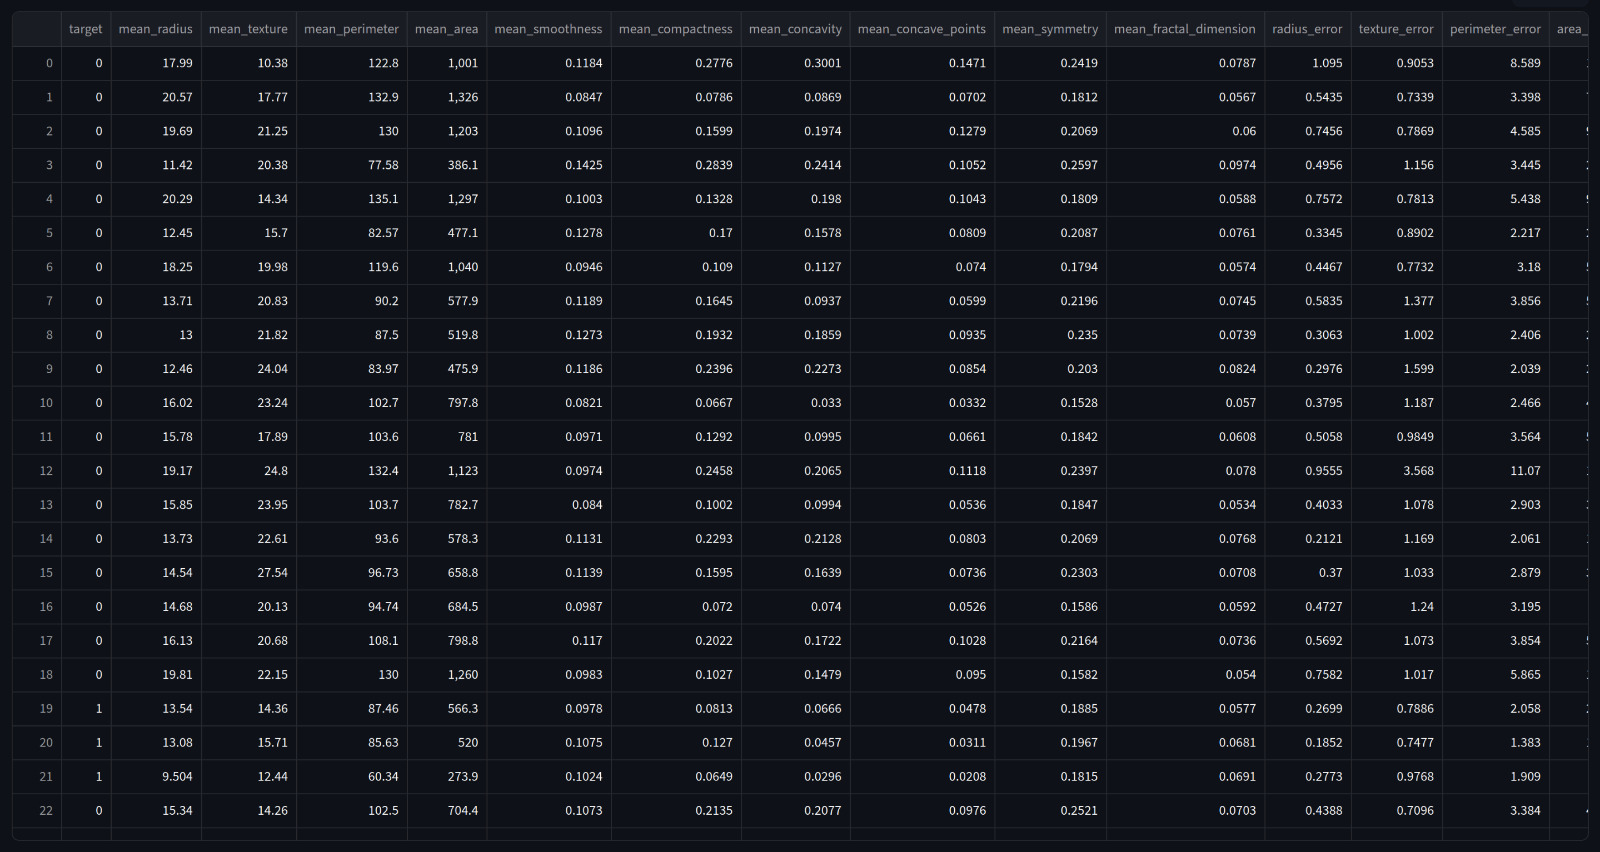 target mean_radius mean_texture mean_perimeter mean_area mean_smoothness mean_compactness mean_concavity mean_concave_points mean_symmetry mean_fractal_dimension radius_error texture_error perimeter_error area_
0 0 17.99 10.38 122.8 1,001 0.1184 0.2776 0.3001 0.1471 0.2419 0.0787 1.095 0.9053 8.589
1 0 20.57 17.77 132.9 1,326 0.0847 0.0786 0.0869 0.0702 0.1812 0.0567 0.5435 0.7339 3.398
2 0 19.69 21.25 130 1,203 0.1096 0.1599 0.1974 0.1279 0.2069 0.06 0.7456 0.7869 4.585
3 0 11.42 20.38 77.58 386.1 0.1425 0.2839 0.2414 0.1052 0.2597 0.0974 0.4956 1.156 3.445
4 0 20.29 14.34 135.1 1,297 0.1003 0.1328 0.198 0.1043 0.1809 0.0588 0.7572 0.7813 5.438
5 0 12.45 15.7 82.57 477.1 0.1278 0.17 0.1578 0.0809 0.2087 0.0761 0.3345 0.8902 2.217
6 0 18.25 19.98 119.6 1,040 0.0946 0.109 0.1127 0.074 0.1794 0.0574 0.4467 0.7732 3.18
7 0 13.71 20.83 90.2 577.9 0.1189 0.1645 0.0937 0.0599 0.2196 0.0745 0.5835 1.377 3.856
8 0 13 21.82 87.5 519.8 0.1273 0.1932 0.1859 0.0935 0.235 0.0739 0.3063 1.002 2.406
9 0 12.46 24.04 83.97 475.9 0.1186 0.2396 0.2273 0.0854 0.203 0.0824 0.2976 1.599 2.039
10 0 16.02 23.24 102.7 797.8 0.0821 0.0667 0.033 0.0332 0.1528 0.057 0.3795 1.187 2.466
11 0 15.78 17.89 103.6 781 0.0971 0.1292 0.0995 0.0661 0.1842 0.0608 0.5058 0.9849 3.564
12 0 19.17 24.8 132.4 1,123 0.0974 0.2458 0.2065 0.1118 0.2397 0.078 0.9555 3.568 11.07
13 0 15.85 23.95 103.7 782.7 0.084 0.1002 0.0994 0.0536 0.1847 0.0534 0.4033 1.078 2.903
14 0 13.73 22.61 93.6 578.3 0.1131 0.2293 0.2128 0.0803 0.2069 0.0768 0.2121 1.169 2.061
15 0 14.54 27.54 96.73 658.8 0.1139 0.1595 0.1639 0.0736 0.2303 0.0708 0.37 1.033 2.879
16 0 14.68 20.13 94.74 684.5 0.0987 0.072 0.074 0.0526 0.1586 0.0592 0.4727 1.24 3.195
17 0 16.13 20.68 108.1 798.8 0.117 0.2022 0.1722 0.1028 0.2164 0.0736 0.5692 1.073 3.854
18 0 19.81 22.15 130 1,260 0.0983 0.1027 0.1479 0.095 0.1582 0.054 0.7582 1.017 5.865
19 1 13.54 14.36 87.46 566.3 0.0978 0.0813 0.0666 0.0478 0.1885 0.0577 0.2699 0.7886 2.058
20 1 13.08 15.71 85.63 520 0.1075 0.127 0.0457 0.0311 0.1967 0.0681 0.1852 0.7477 1.383
21 1 9.504 12.44 60.34 273.9 0.1024 0.0649 0.0296 0.0208 0.1815 0.0691 0.2773 0.9768 1.909
22 0 15.34 14.26 102.5 704.4 0.1073 0.2135 0.2077 0.0976 0.2521 0.0703 0.4388 0.7096 3.384